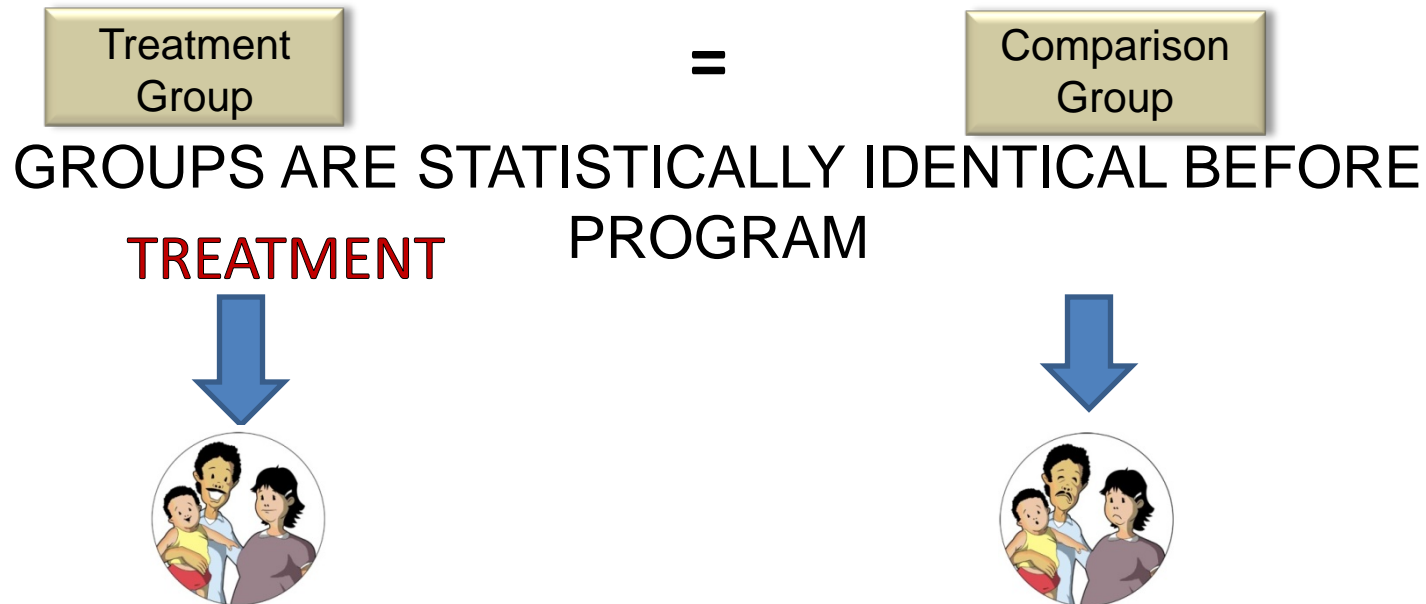 Treatment
Group
=
Comparison
Group
GROUPS ARE STATISTICALLY IDENTICAL BEFORE
PROGRAM
TREATMENT